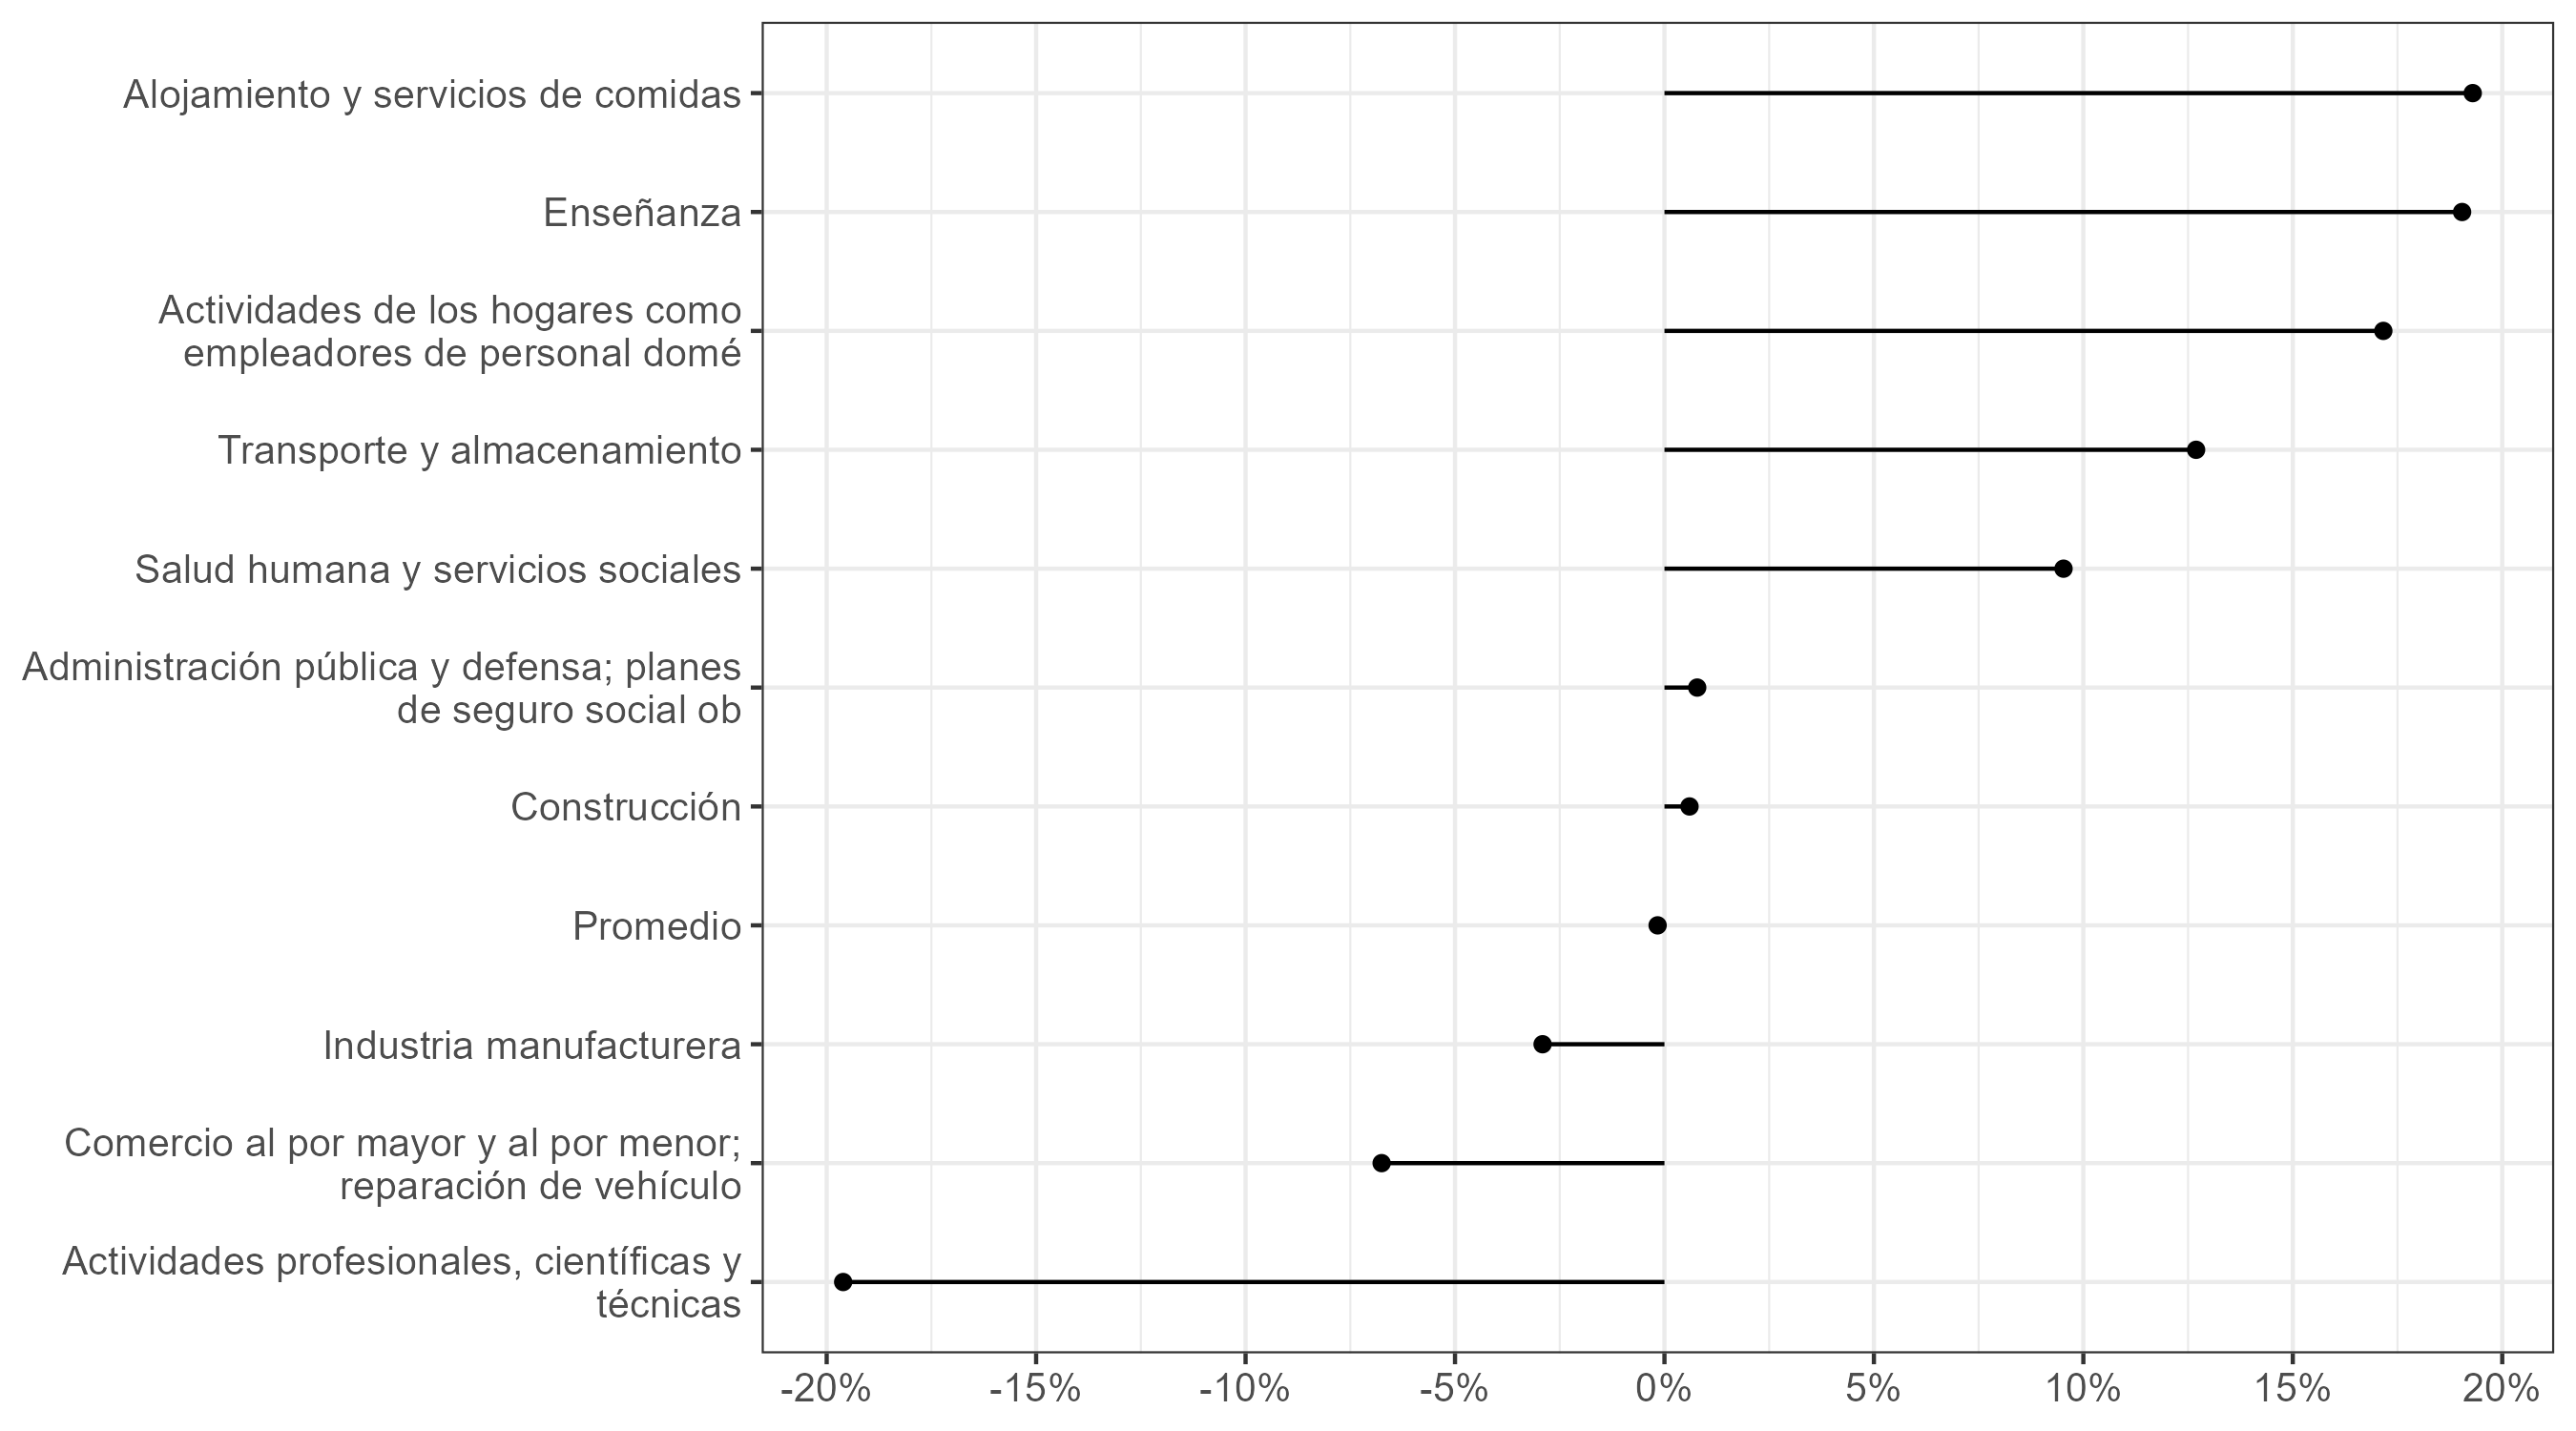 Alojamiento y servicios de comidas
Enseñanza
Actividades de los hogares como
empleadores de personal domé
Transporte y almacenamiento
Salud humana y servicios sociales
Administración pública y defensa; planes
de seguro social ob
Construcción
Promedio
Industria manufacturera
Comercio al por mayor y al por menor;
reparación de vehículo
Actividades profesionales, científicas y
técnicas
-20% -15% -10% -5% 0% 5% 10% 15% 20%